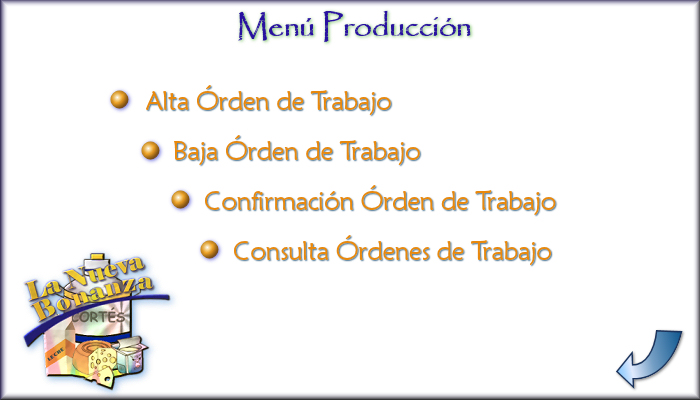 Menú Producción
Alta Órden de Trabajo
Baja Órden de Trabajo
Confirmación Órden de Trabajo
Consulta Órdenes de Trabajo
La Nueva
Bonanza
CORTÉS
LECHE